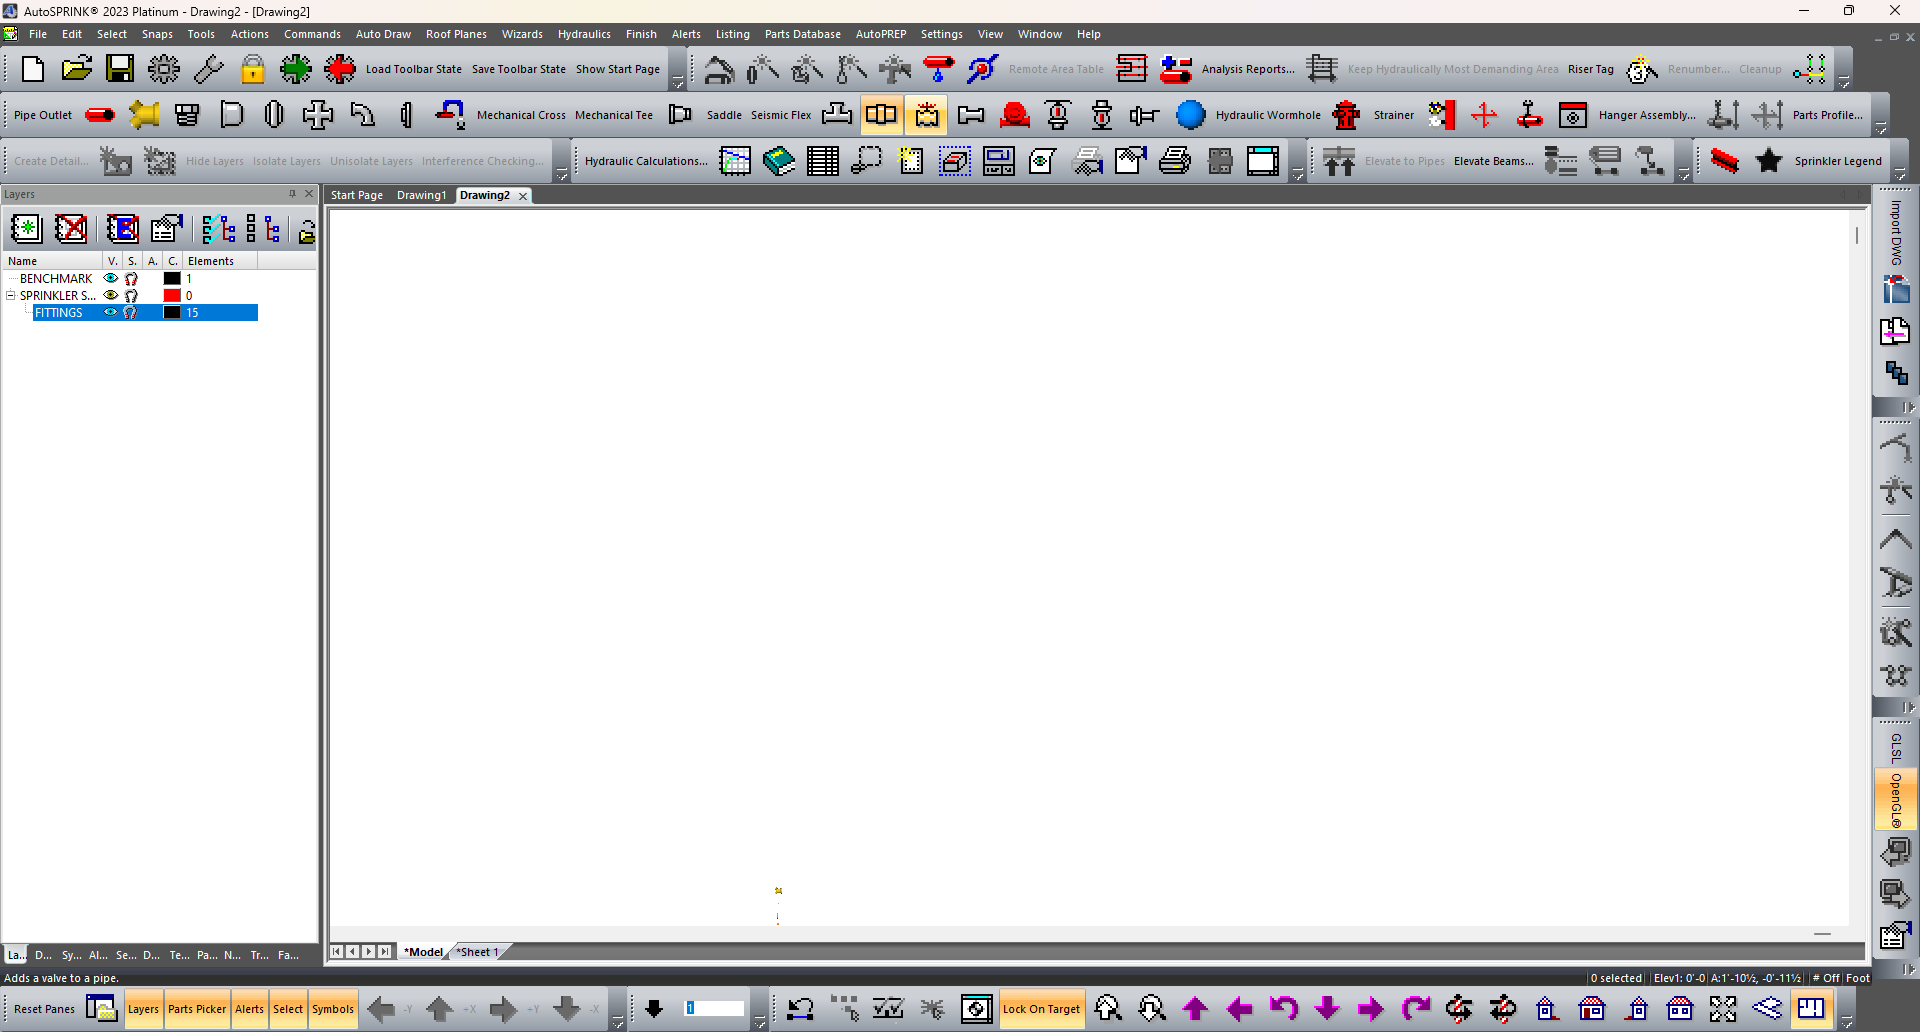 AutoSPRINK® 2023 Platinum - Drawing2 - [Drawing2]
File Edit Select Snaps Tools Actions Commands Auto Draw Roof Planes Wizards Hydraulics Finish Alerts Listing Parts Database AutoPREP Settings View Window Help
Load Toolbar State Save Toolbar State Show Start Page Remote Area Table Analysis Reports... Keep Hydraulically Most Demanding Area Riser Tag Renumber... Cleanup
Pipe Outlet Mechanical Cross Mechanical Tee Saddle Seismic Flex Hydraulic Wormhole Strainer Hanger Assembly... Parts Profile...
Create Detail... Hide Layers Isolate Layers Unisolate Layers Interference Checking... Hydraulic Calculations... Elevate to Pipes Elevate Beams... Sprinkler Legend
Layers
Start Page Drawing1 Drawing2
Import DWG
Name V. S. A. C. Elements
BENCHMARK 1
SPRINKLER S... 0
FITTINGS 15
GLSL
OpenGL®
La... D... Sy... Al... Se... D... Te... Pa... N... Tr... Fa...
*Model *Sheet 1
Adds a valve to a pipe.
0 selected Elev1: 0'-0 A:1'-10½, -0'-11½ # Off Foot
Reset Panes Layers Parts Picker Alerts Select Symbols -Y +X +Y -X 1 Lock On Target